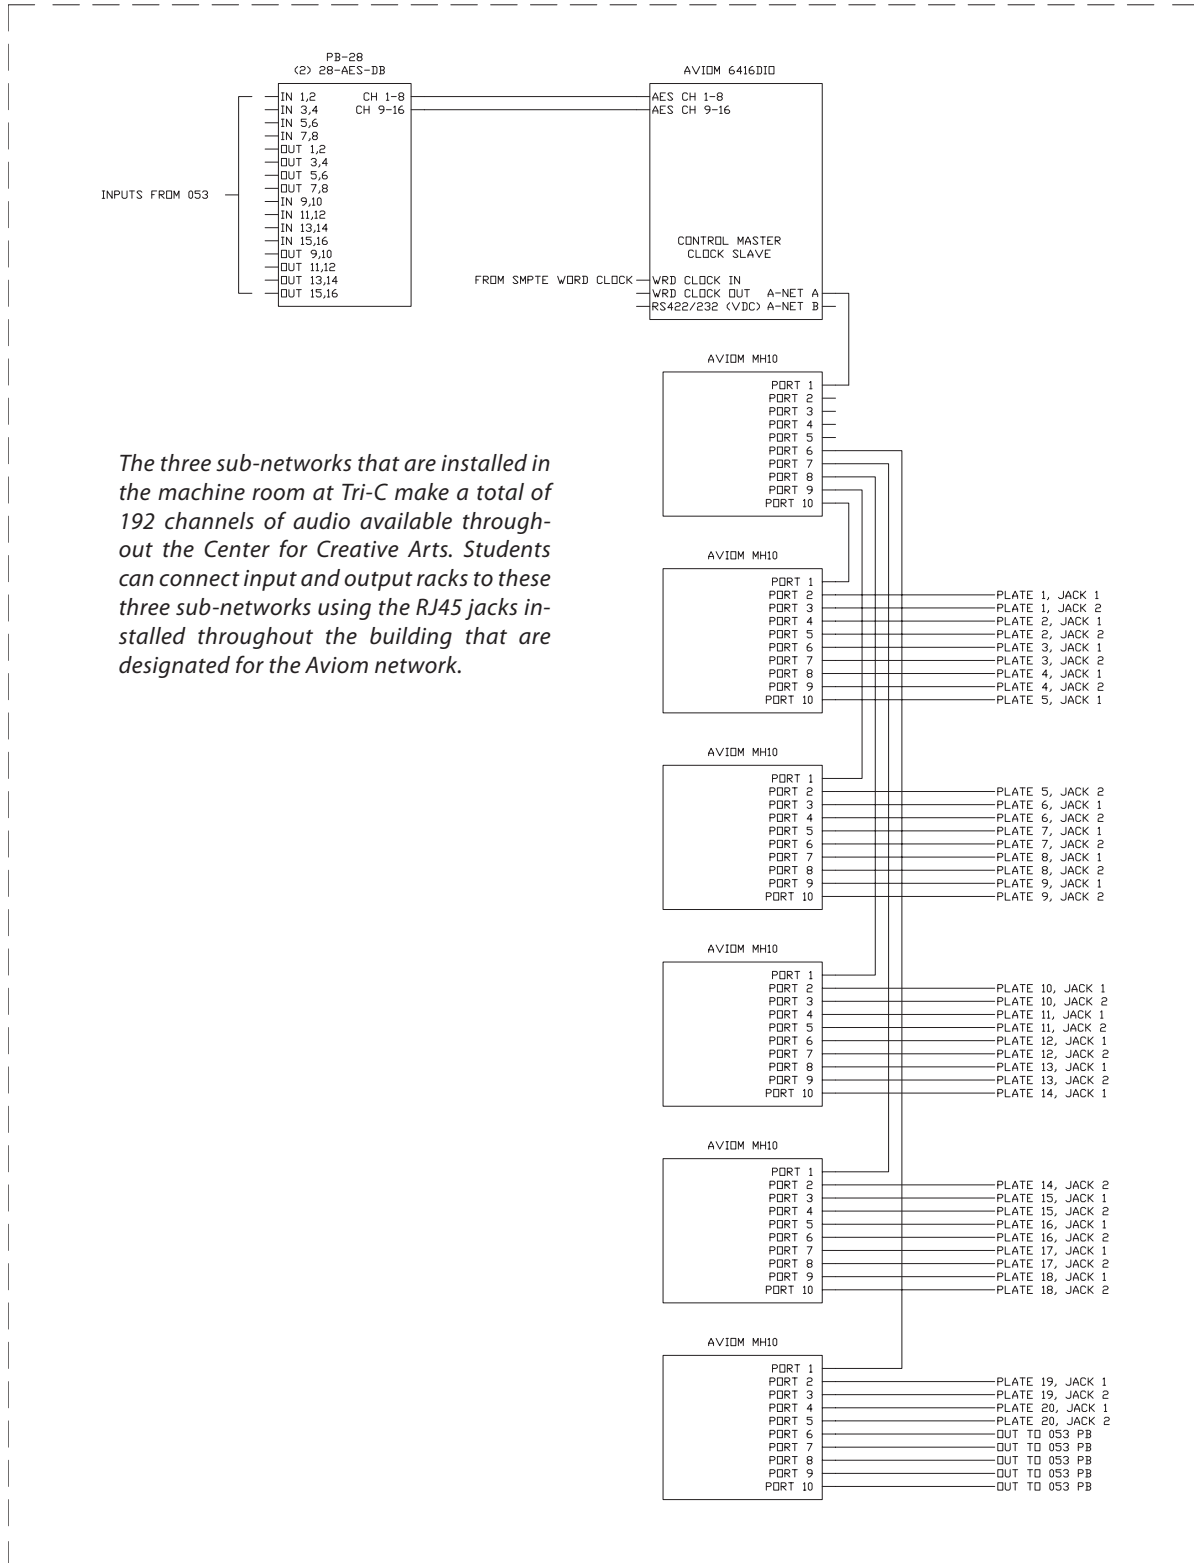 PB-28
(2) 28-AES-DB
IN 1,2 CH 1-8
IN 3,4 CH 9-16
IN 5,6
IN 7,8
OUT 1,2
OUT 3,4
OUT 5,6
OUT 7,8
IN 9,10
IN 11,12
IN 13,14
IN 15,16
OUT 9,10
OUT 11,12
OUT 13,14
OUT 15,16
INPUTS FROM 053
AVIOM 6416DIO
AES CH 1-8
AES CH 9-16
CONTROL MASTER
CLOCK SLAVE
FROM SMPTE WORD CLOCK
WRD CLOCK IN
WRD CLOCK OUT A-NET A
RS422/232 (VDC) A-NET B
AVIOM MH10
PORT 1
PORT 2
PORT 3
PORT 4
PORT 5
PORT 6
PORT 7
PORT 8
PORT 9
PORT 10
The three sub-networks that are installed in
the machine room at Tri-C make a total of
192 channels of audio available through-
out the Center for Creative Arts. Students
can connect input and output racks to these
three sub-networks using the RJ45 jacks in-
stalled throughout the building that are
designated for the Aviom network.
AVIOM MH10
PORT 1
PORT 2 PLATE 1, JACK 1
PORT 3 PLATE 1, JACK 2
PORT 4 PLATE 2, JACK 1
PORT 5 PLATE 2, JACK 2
PORT 6 PLATE 3, JACK 1
PORT 7 PLATE 3, JACK 2
PORT 8 PLATE 4, JACK 1
PORT 9 PLATE 4, JACK 2
PORT 10 PLATE 5, JACK 1
AVIOM MH10
PORT 1
PORT 2 PLATE 5, JACK 2
PORT 3 PLATE 6, JACK 1
PORT 4 PLATE 6, JACK 2
PORT 5 PLATE 7, JACK 1
PORT 6 PLATE 7, JACK 2
PORT 7 PLATE 8, JACK 1
PORT 8 PLATE 8, JACK 2
PORT 9 PLATE 9, JACK 1
PORT 10 PLATE 9, JACK 2
AVIOM MH10
PORT 1
PORT 2 PLATE 10, JACK 1
PORT 3 PLATE 10, JACK 2
PORT 4 PLATE 11, JACK 1
PORT 5 PLATE 11, JACK 2
PORT 6 PLATE 12, JACK 1
PORT 7 PLATE 12, JACK 2
PORT 8 PLATE 13, JACK 1
PORT 9 PLATE 13, JACK 2
PORT 10 PLATE 14, JACK 1
AVIOM MH10
PORT 1
PORT 2 PLATE 14, JACK 2
PORT 3 PLATE 15, JACK 1
PORT 4 PLATE 15, JACK 2
PORT 5 PLATE 16, JACK 1
PORT 6 PLATE 16, JACK 2
PORT 7 PLATE 17, JACK 1
PORT 8 PLATE 17, JACK 2
PORT 9 PLATE 18, JACK 1
PORT 10 PLATE 18, JACK 2
AVIOM MH10
PORT 1
PORT 2 PLATE 19, JACK 1
PORT 3 PLATE 19, JACK 2
PORT 4 PLATE 20, JACK 1
PORT 5 PLATE 20, JACK 2
PORT 6 OUT TO 053 PB
PORT 7 OUT TO 053 PB
PORT 8 OUT TO 053 PB
PORT 9 OUT TO 053 PB
PORT 10 OUT TO 053 PB